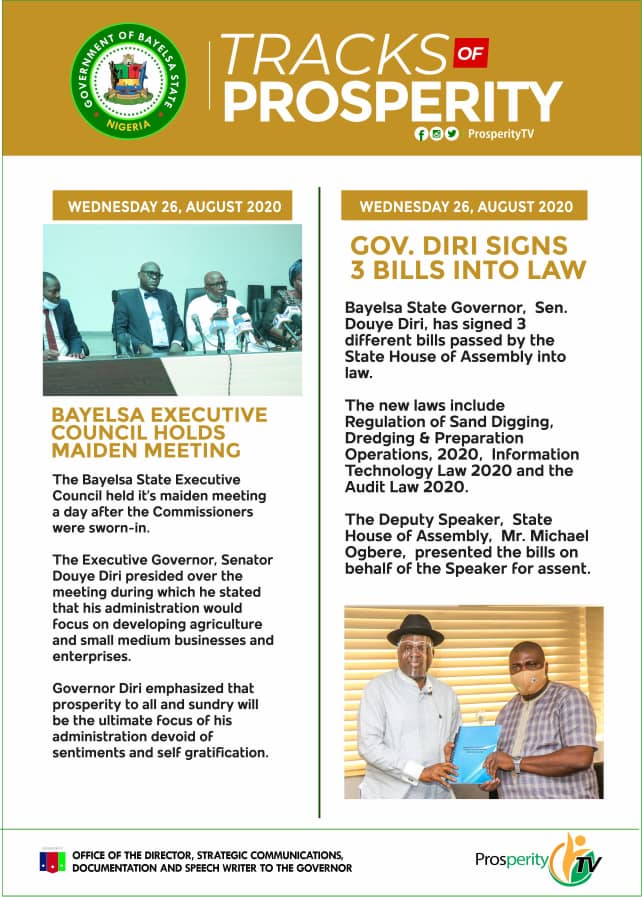 GOVERNMENT OF BAYELSA STATE
NIGERIA
TRACKS OF
PROSPERITY
ProsperityTV
WEDNESDAY 26, AUGUST 2020
BAYELSA EXECUTIVE
COUNCIL HOLDS
MAIDEN MEETING
The Bayelsa State Executive
Council held it's maiden meeting
a day after the Commissioners
were sworn-in.
The Executive Governor, Senator
Douye Diri presided over the
meeting during which he stated
that his administration would
focus on developing agriculture
and small medium businesses and
enterprises.
Governor Diri emphasized that
prosperity to all and sundry will
be the ultimate focus of his
administration devoid of
sentiments and self gratification.
WEDNESDAY 26, AUGUST 2020
GOV. DIRI SIGNS
3 BILLS INTO LAW
Bayelsa State Governor, Sen.
Douye Diri, has signed 3
different bills passed by the
State House of Assembly into
law.
The new laws include
Regulation of Sand Digging,
Dredging & Preparation
Operations, 2020, Information
Technology Law 2020 and the
Audit Law 2020.
The Deputy Speaker, State
House of Assembly, Mr. Michael
Ogbere, presented the bills on
behalf of the Speaker for assent.
OFFICE OF THE DIRECTOR, STRATEGIC COMMUNICATIONS,
DOCUMENTATION AND SPEECH WRITER TO THE GOVERNOR
Prosperity TV